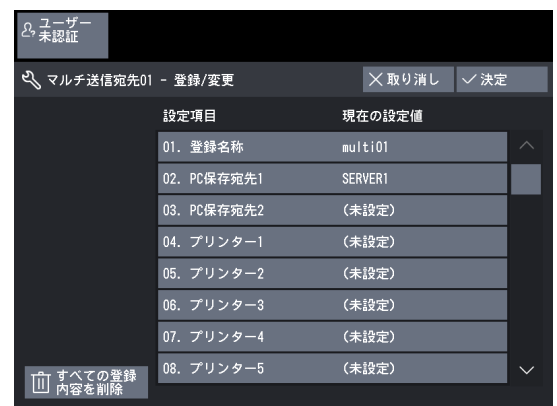 ユーザー
未認証
マルチ送信宛先01 - 登録/変更
取り消し
決定
設定項目 現在の設定値
01. 登録名称 multi01
02. PC保存宛先1 SERVER1
03. PC保存宛先2 (未設定)
04. プリンター1 (未設定)
05. プリンター2 (未設定)
06. プリンター3 (未設定)
07. プリンター4 (未設定)
08. プリンター5 (未設定)
すべての登録
内容を削除